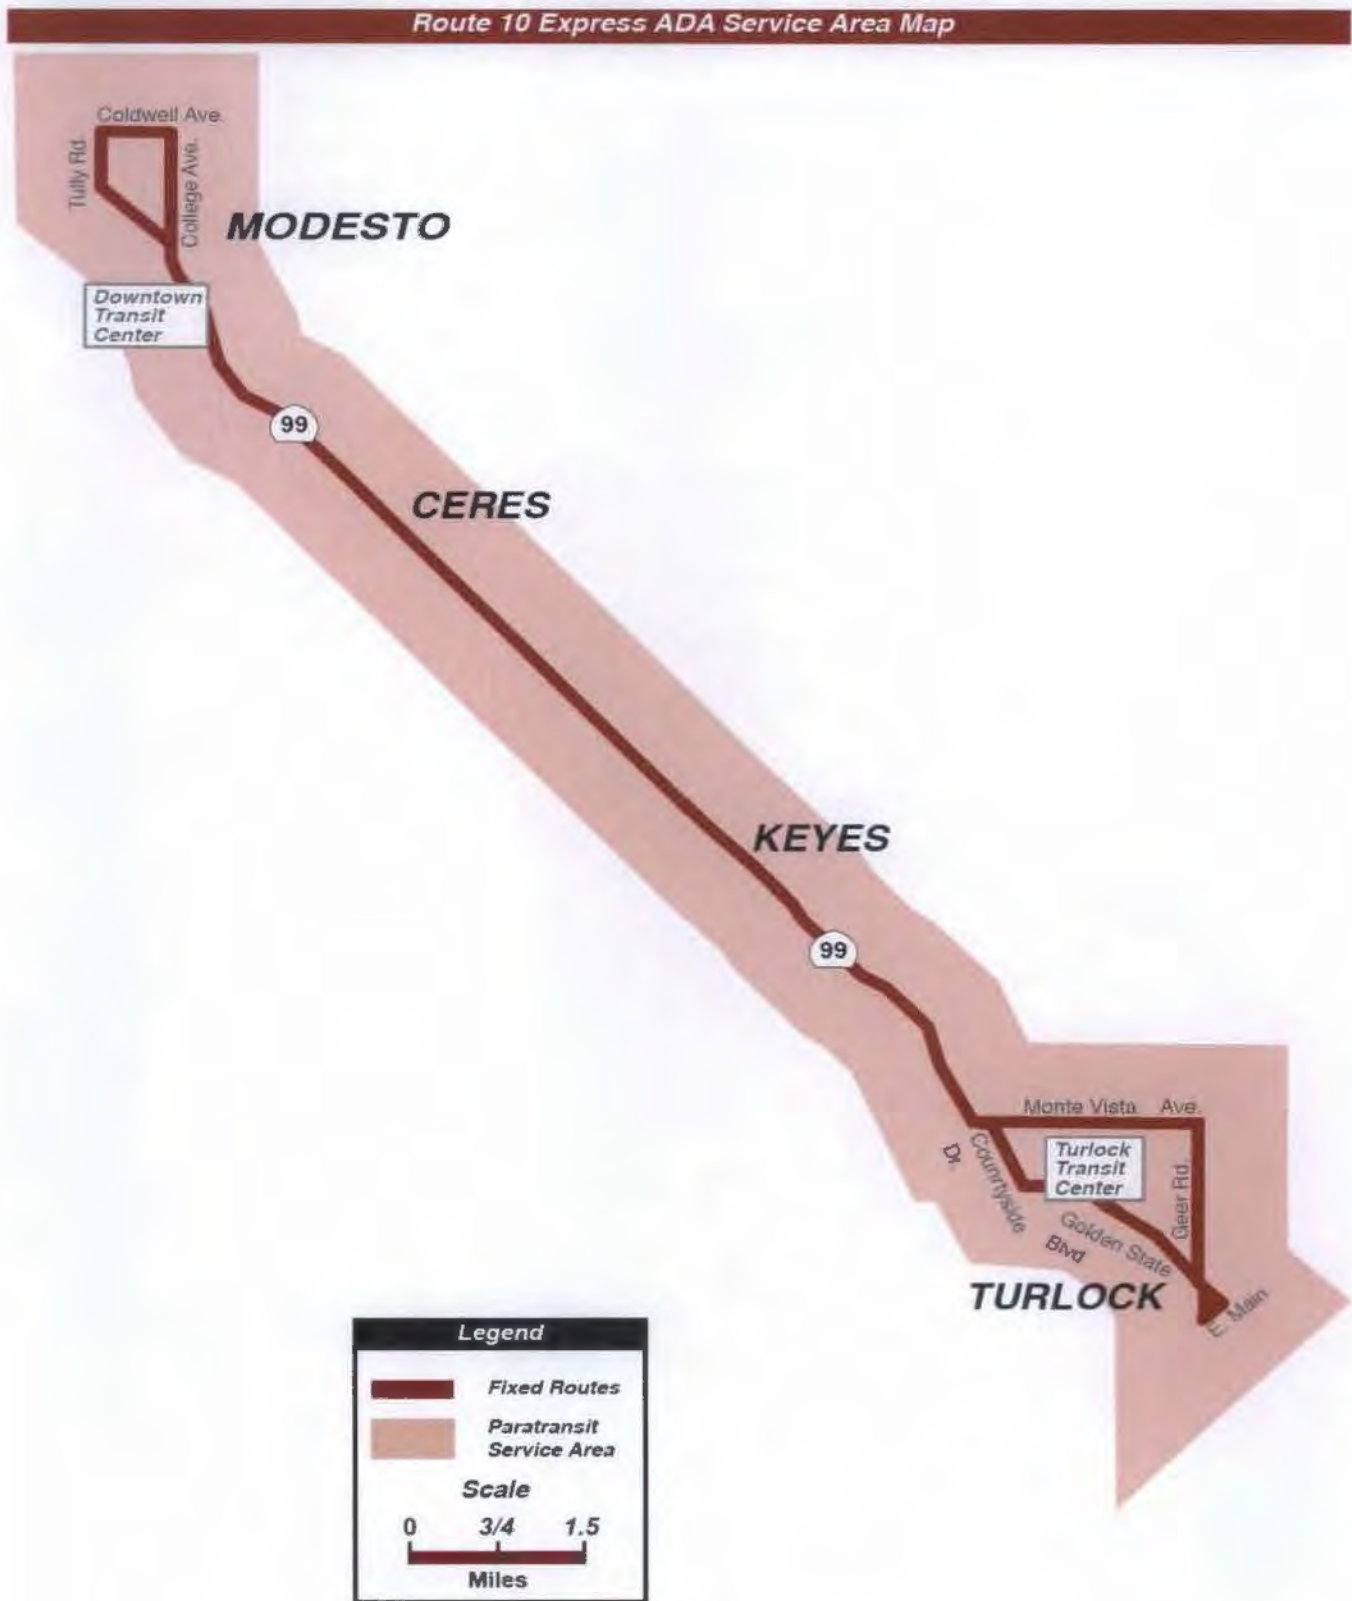 Route 10 Express ADA Service Area Map
Coldwell Ave.
Tully Rd.
College Ave.
MODESTO
Downtown
Transit
Center
99
CERES
KEYES
99
Monte Vista Ave.
Dr.
Counrtyside
Turlock
Transit
Center
Geer Rd.
Golden State
Blvd
TURLOCK
E. Main
Legend
Fixed Routes
Paratransit
Service Area
Scale
0 3/4 1.5
Miles